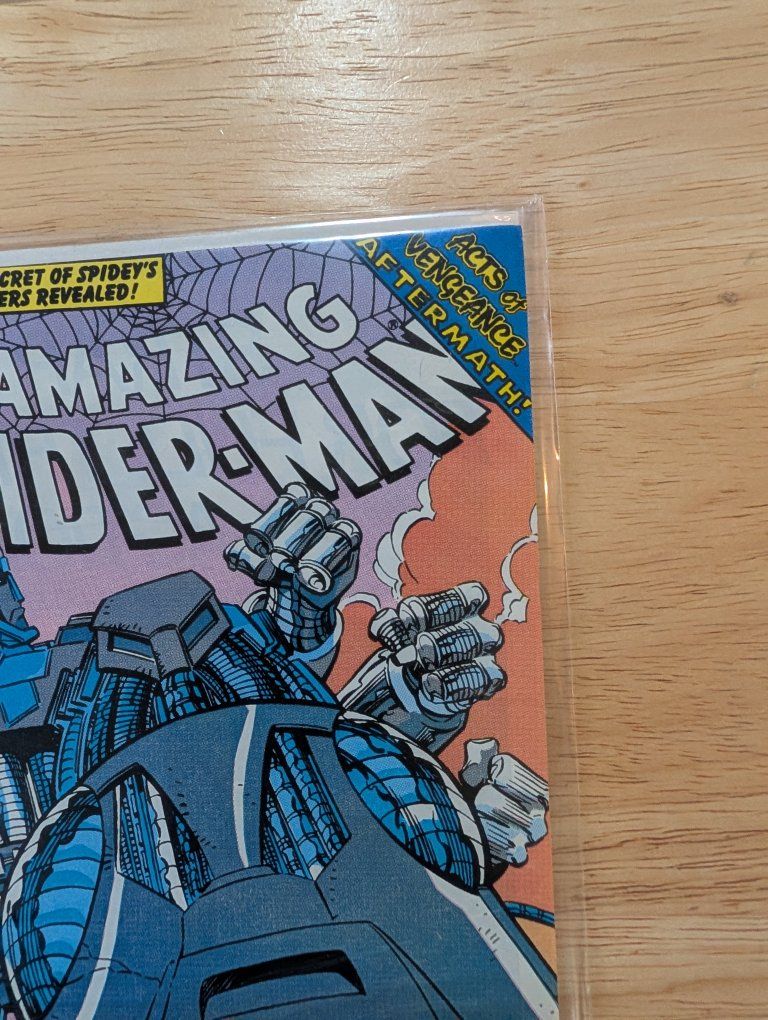 CRET OF SPIDEY'S
ERS REVEALED!
AMAZING
IDER-MAN®
ACTS of
VENGEANCE
AFTERMATH!